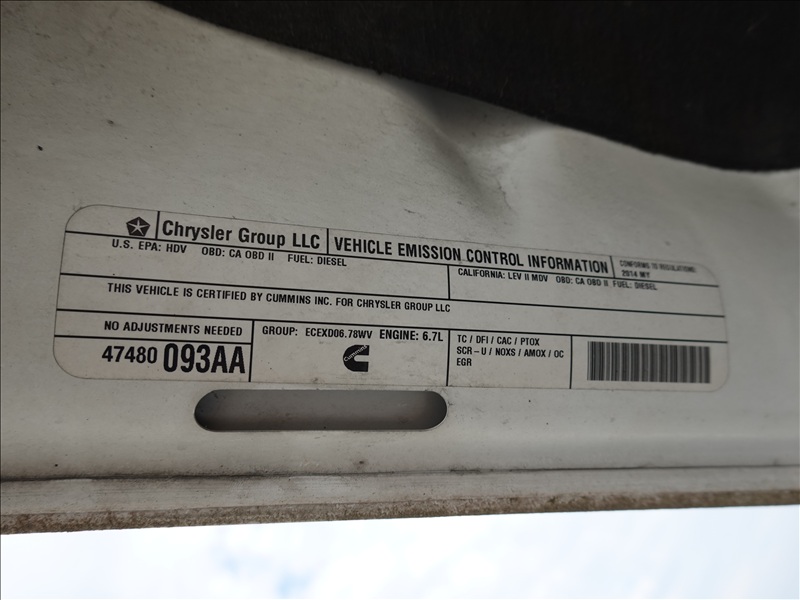 Chrysler Group LLC
VEHICLE EMISSION CONTROL INFORMATION
CONFORMS TO REGULATIONS:
2014 MY
U.S. EPA: HDV OBD: CA OBD II FUEL: DIESEL
CALIFORNIA: LEV II MDV OBD: CA OBD II FUEL: DIESEL
THIS VEHICLE IS CERTIFIED BY CUMMINS INC. FOR CHRYSLER GROUP LLC
NO ADJUSTMENTS NEEDED
47480 093AA
GROUP: ECEXD06.78WV ENGINE: 6.7L
Cummins
TC / DFI / CAC / PTOX
SCR-U / NOXS / AMOX / OC
EGR